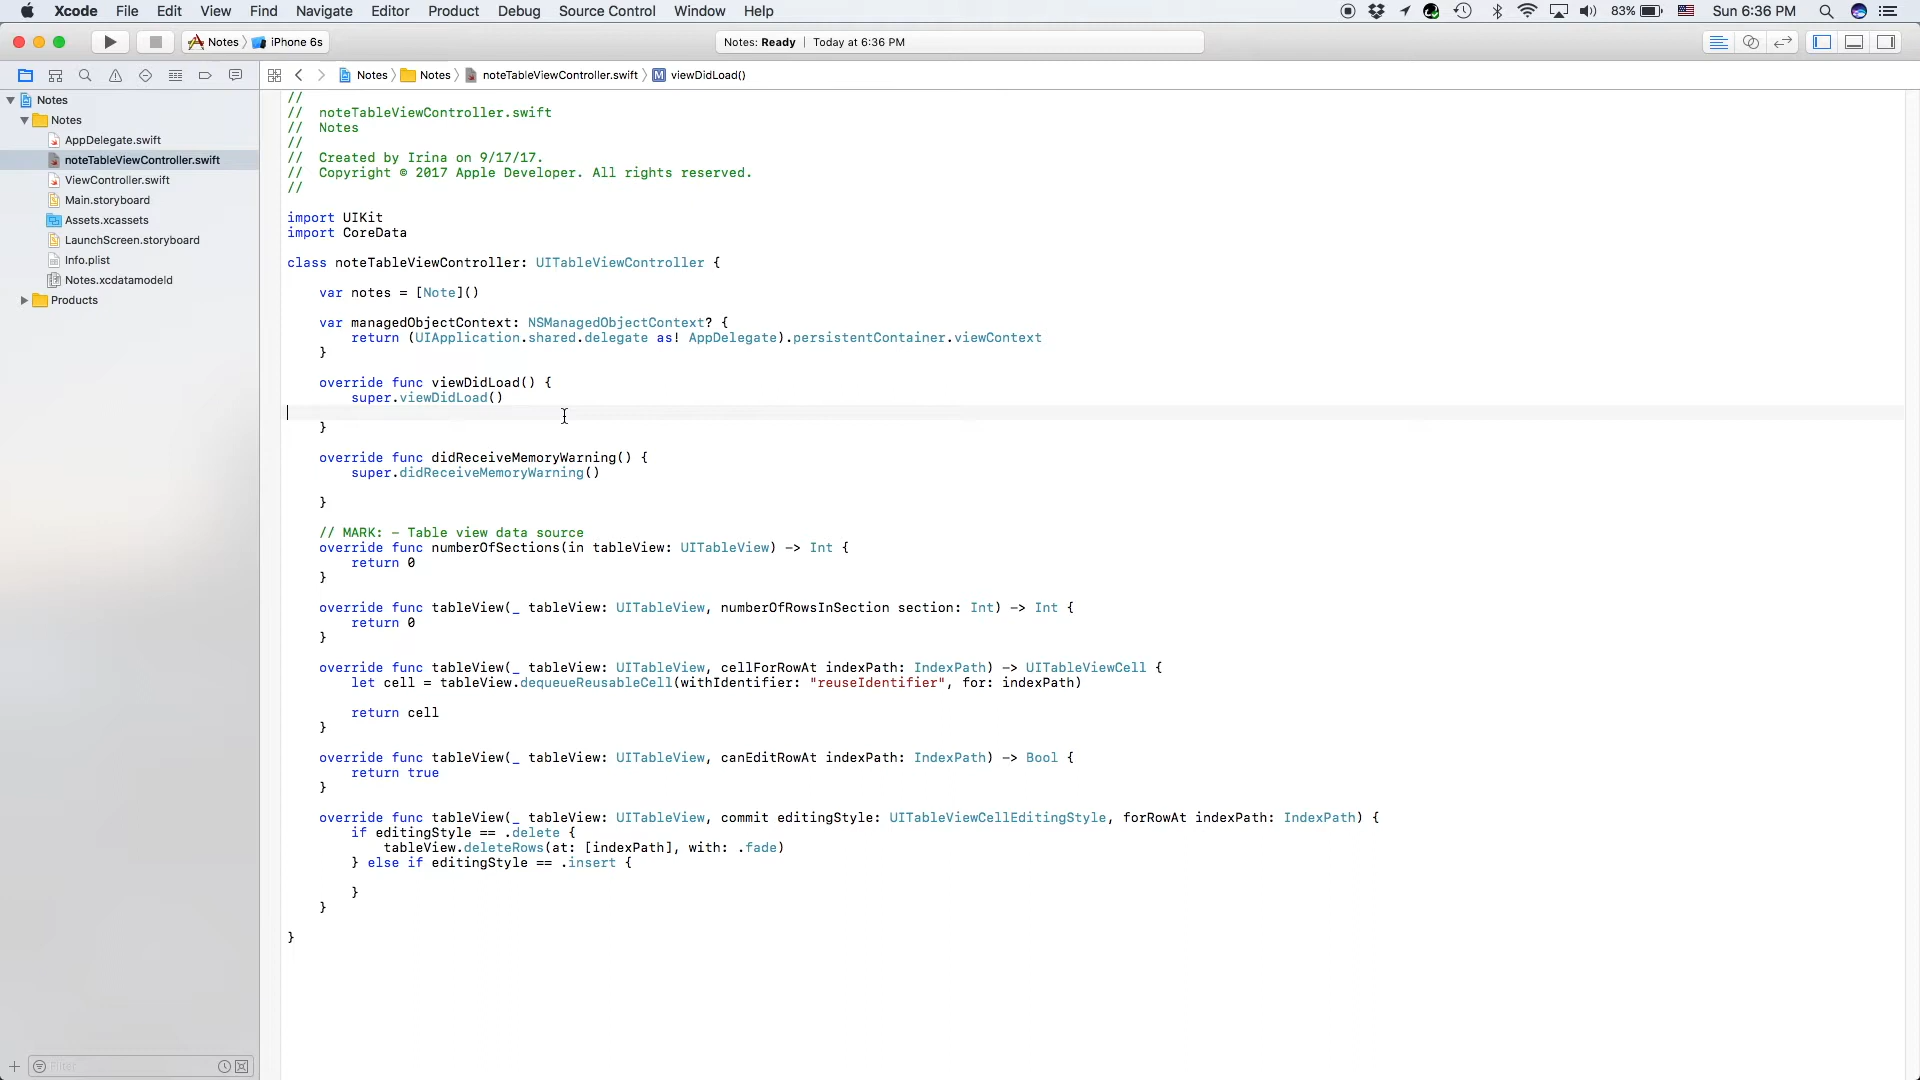 Xcode File Edit View Find Navigate Editor Product Debug Source Control Window Help 83% Sun 6:36 PM
Notes iPhone 6s Notes: Ready | Today at 6:36 PM
Notes Notes noteTableViewController.swift M viewDidLoad()
Notes
Notes
AppDelegate.swift
noteTableViewController.swift
ViewController.swift
Main.storyboard
Assets.xcassets
LaunchScreen.storyboard
Info.plist
Notes.xcdatamodeld
Products
Filter
//
// noteTableViewController.swift
// Notes
//
// Created by Irina on 9/17/17.
// Copyright © 2017 Apple Developer. All rights reserved.
//
import UIKit
import CoreData
class noteTableViewController: UITableViewController {
var notes = [Note]()
var managedObjectContext: NSManagedObjectContext? {
return (UIApplication.shared.delegate as! AppDelegate).persistentContainer.viewContext
}
override func viewDidLoad() {
super.viewDidLoad()
}
override func didReceiveMemoryWarning() {
super.didReceiveMemoryWarning()
}
// MARK: - Table view data source
override func numberOfSections(in tableView: UITableView) -> Int {
return 0
}
override func tableView(_ tableView: UITableView, numberOfRowsInSection section: Int) -> Int {
return 0
}
override func tableView(_ tableView: UITableView, cellForRowAt indexPath: IndexPath) -> UITableViewCell {
let cell = tableView.dequeueReusableCell(withIdentifier: "reuseIdentifier", for: indexPath)
return cell
}
override func tableView(_ tableView: UITableView, canEditRowAt indexPath: IndexPath) -> Bool {
return true
}
override func tableView(_ tableView: UITableView, commit editingStyle: UITableViewCellEditingStyle, forRowAt indexPath: IndexPath) {
if editingStyle == .delete {
tableView.deleteRows(at: [indexPath], with: .fade)
} else if editingStyle == .insert {
}
}
}